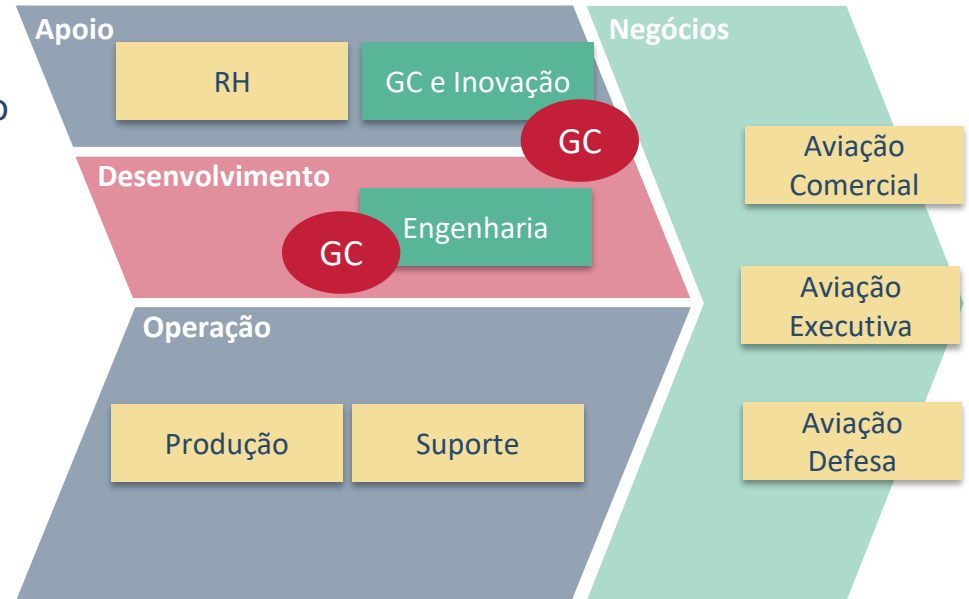 Apoio
RH
GC e Inovação
GC
Desenvolvimento
Engenharia
GC
Operação
Produção
Suporte
Negócios
Aviação
Comercial
Aviação
Executiva
Aviação
Defesa